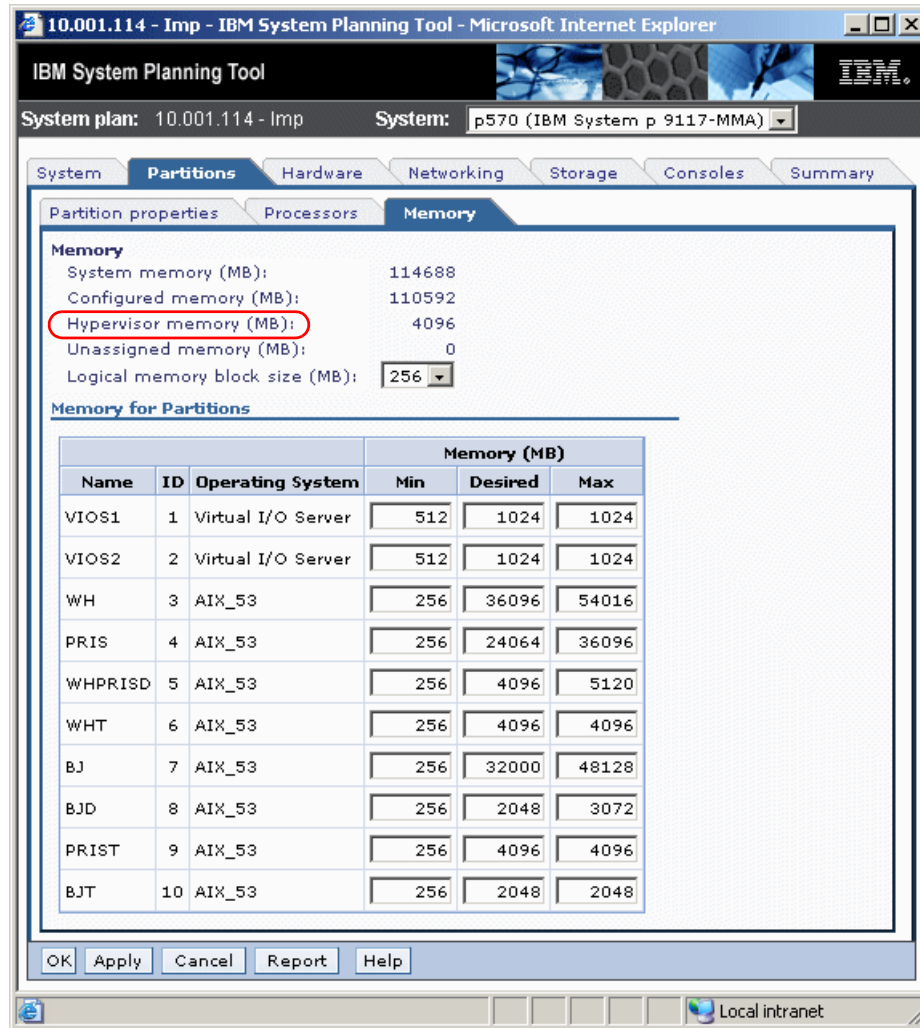 10.001.114 - Imp - IBM System Planning Tool - Microsoft Internet Explorer
IBM System Planning Tool
IBM.
System plan: 10.001.114 - Imp System: p570 (IBM System p 9117-MMA)
System Partitions Hardware Networking Storage Consoles Summary
Partition properties Processors Memory
Memory
System memory (MB): 114688
Configured memory (MB): 110592
Hypervisor memory (MB): 4096
Unassigned memory (MB): 0
Logical memory block size (MB): 256
Memory for Partitions
Memory (MB)
Name ID Operating System Min Desired Max
VIOS1 1 Virtual I/O Server 512 1024 1024
VIOS2 2 Virtual I/O Server 512 1024 1024
WH 3 AIX_53 256 36096 54016
PRIS 4 AIX_53 256 24064 36096
WHPRISD 5 AIX_53 256 4096 5120
WHT 6 AIX_53 256 4096 4096
BJ 7 AIX_53 256 32000 48128
BJD 8 AIX_53 256 2048 3072
PRIST 9 AIX_53 256 4096 4096
BJT 10 AIX_53 256 2048 2048
OK Apply Cancel Report Help
Local intranet